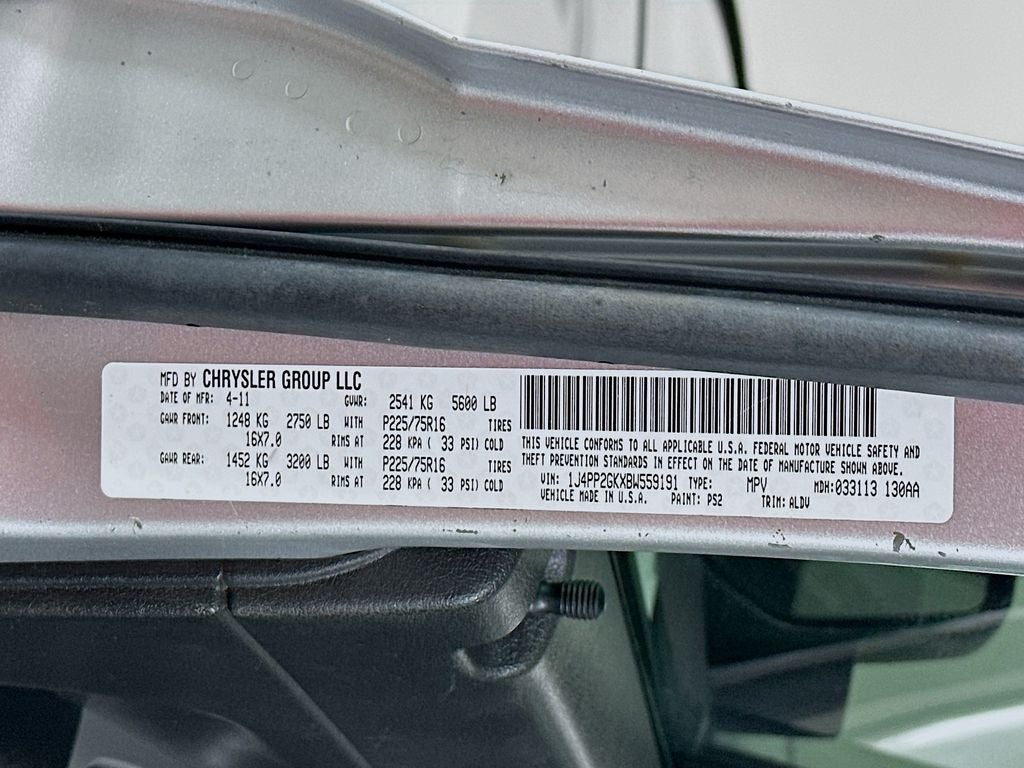 MFD BY CHRYSLER GROUP LLC
DATE OF MFR: 4-11 GVWR: 2541 KG 5600 LB
GAWR FRONT: 1248 KG 2750 LB WITH P225/75R16 TIRES
16X7.0 RIMS AT 228 KPA ( 33 PSI) COLD
GAWR REAR: 1452 KG 3200 LB WITH P225/75R16 TIRES
16X7.0 RIMS AT 228 KPA ( 33 PSI) COLD
THIS VEHICLE CONFORMS TO ALL APPLICABLE U.S.A. FEDERAL MOTOR VEHICLE SAFETY AND
THEFT PREVENTION STANDARDS IN EFFECT ON THE DATE OF MANUFACTURE SHOWN ABOVE.
VIN: 1J4PP2GKXBW559191 TYPE: MPV MDH: 033113 130AA
VEHICLE MADE IN U.S.A. PAINT: PS2 TRIM: ALDV